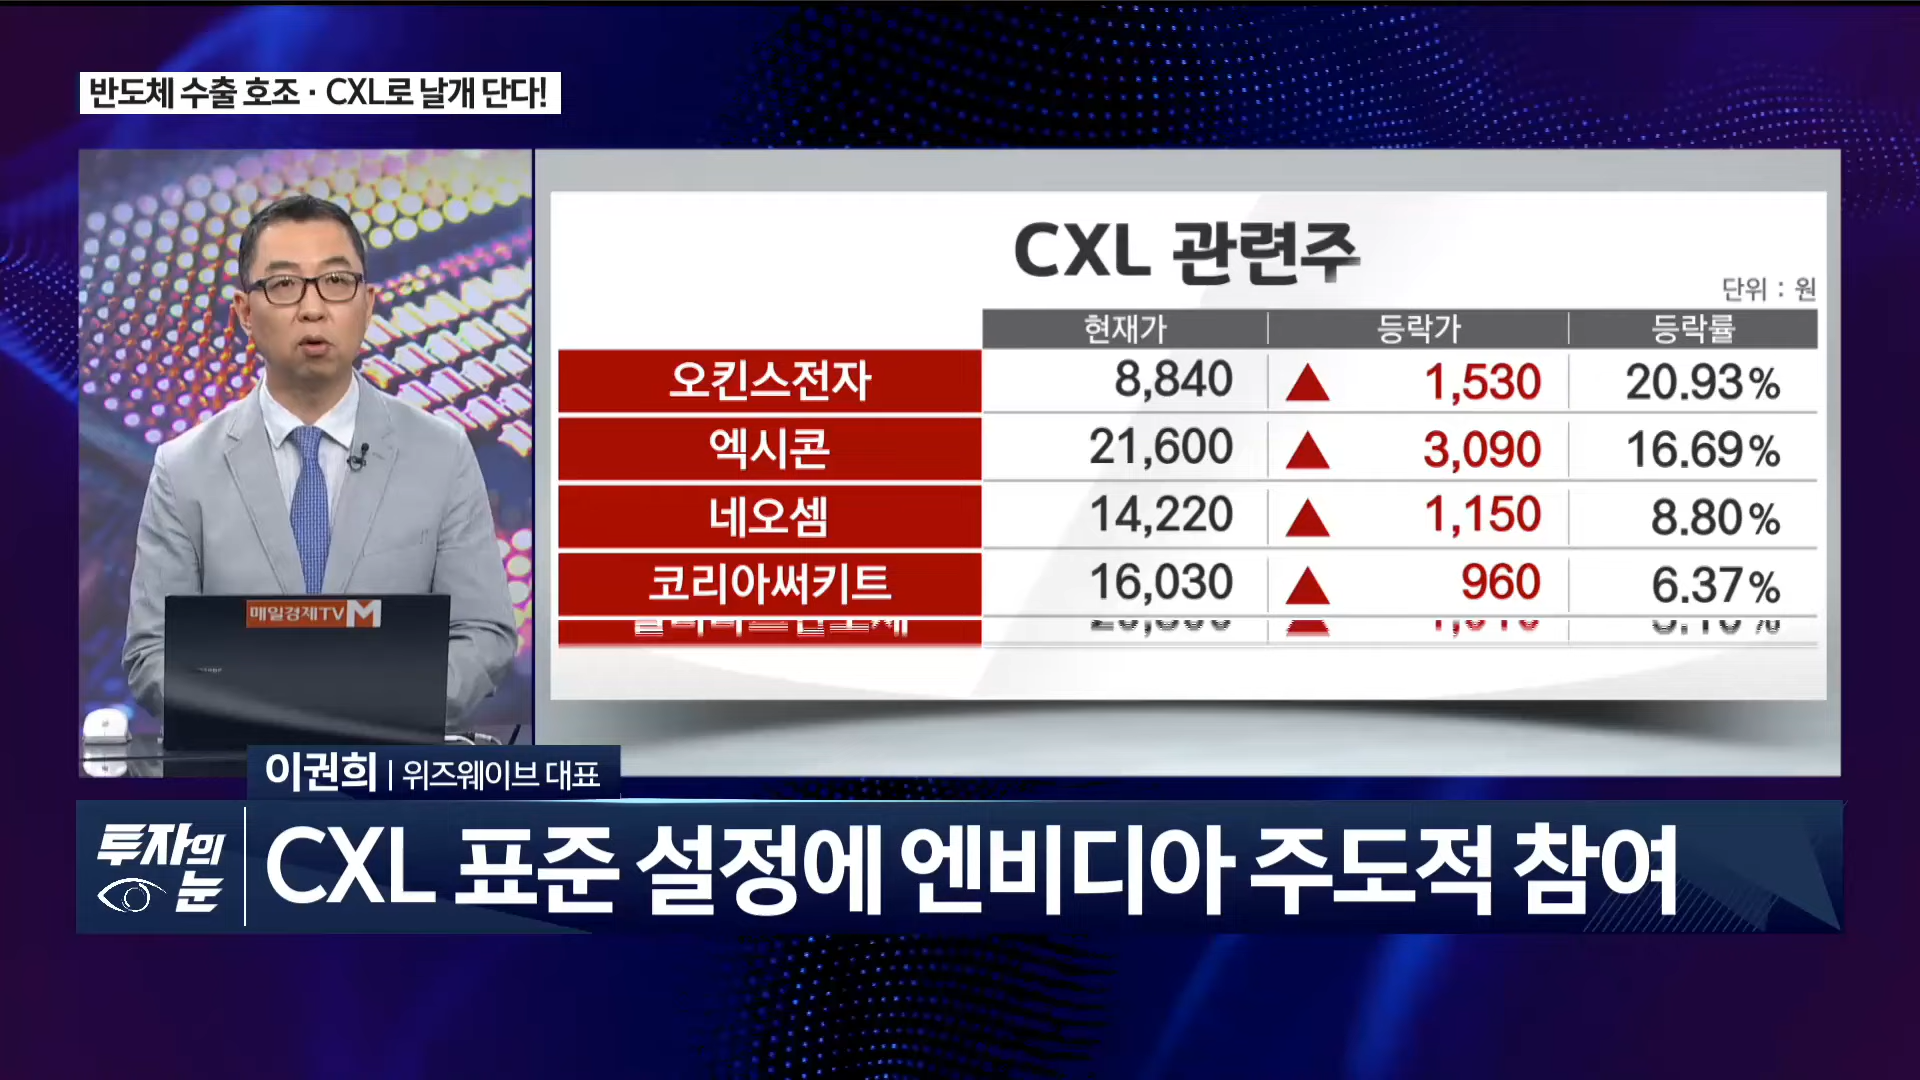 반도체 수출 호조· CXL로 날개 단다!
CXL 관련주
단위 : 원
현재가 등락가 등락률
오킨스전자 8,840 ▲ 1,530 20.93%
엑시콘 21,600 ▲ 3,090 16.69%
네오셈 14,220 ▲ 1,150 8.80%
코리아써키트 16,030 ▲ 960 6.37%
매일경제TV M
이권희 | 위즈웨이브 대표
투자의
눈
CXL 표준 설정에 엔비디아 주도적 참여